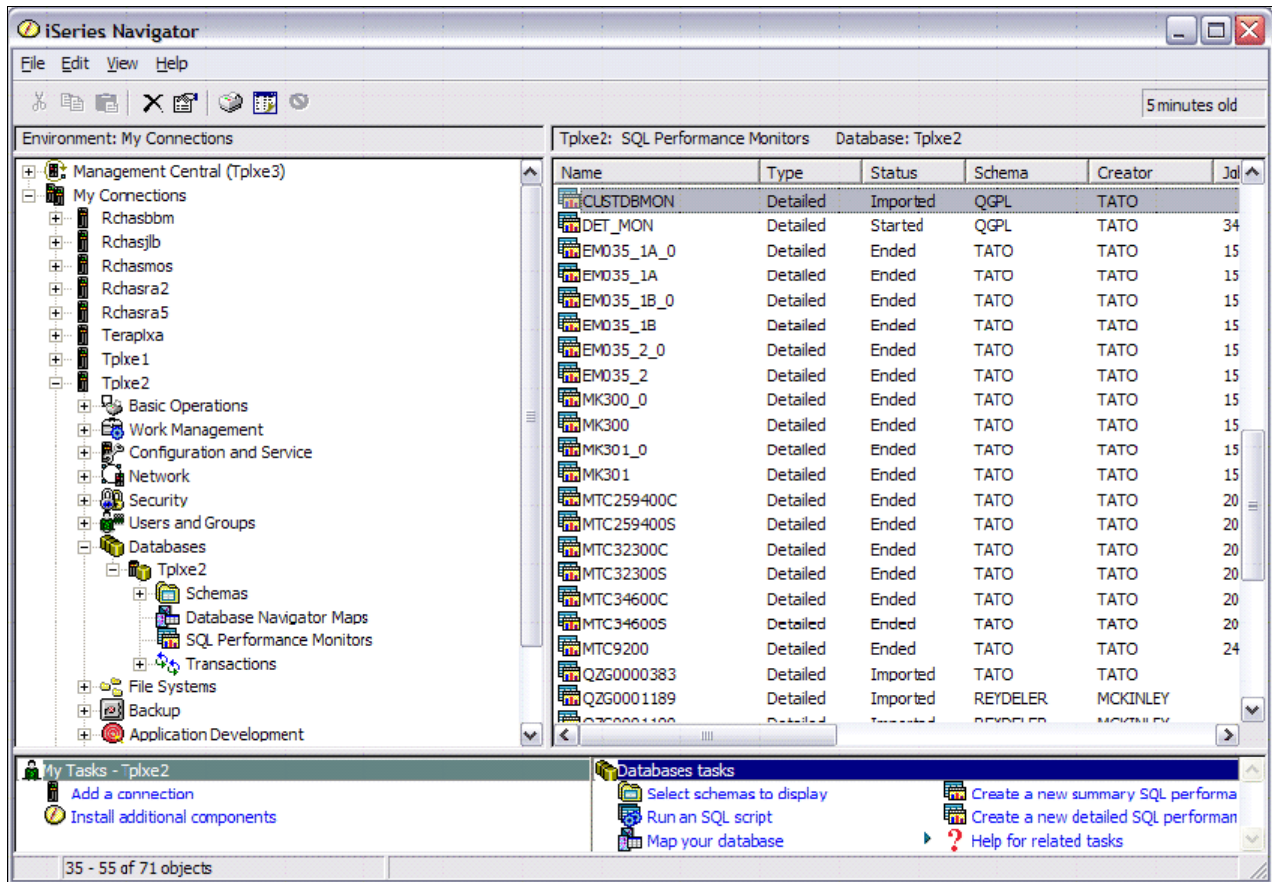 iSeries Navigator
File Edit View Help
5 minutes old
Environment: My Connections
Tplxe2: SQL Performance Monitors Database: Tplxe2
Management Central (Tplxe3)
My Connections
Rchasbbm
Rchasjlb
Rchasmos
Rchasra2
Rchasra5
Teraplxa
Tplxe1
Tplxe2
Basic Operations
Work Management
Configuration and Service
Network
Security
Users and Groups
Databases
Tplxe2
Schemas
Database Navigator Maps
SQL Performance Monitors
Transactions
File Systems
Backup
Application Development
Name Type Status Schema Creator
CUSTDBMON Detailed Imported QGPL TATO
DET_MON Detailed Started QGPL TATO 34
EM035_1A_0 Detailed Ended TATO TATO 15
EM035_1A Detailed Ended TATO TATO 15
EM035_1B_0 Detailed Ended TATO TATO 15
EM035_1B Detailed Ended TATO TATO 15
EM035_2_0 Detailed Ended TATO TATO 15
EM035_2 Detailed Ended TATO TATO 15
MK300_0 Detailed Ended TATO TATO 15
MK300 Detailed Ended TATO TATO 15
MK301_0 Detailed Ended TATO TATO 15
MK301 Detailed Ended TATO TATO 15
MTC259400C Detailed Ended TATO TATO 20
MTC259400S Detailed Ended TATO TATO 20
MTC32300C Detailed Ended TATO TATO 20
MTC32300S Detailed Ended TATO TATO 20
MTC34600C Detailed Ended TATO TATO 20
MTC34600S Detailed Ended TATO TATO 20
MTC9200 Detailed Ended TATO TATO 24
QZG0000383 Detailed Imported TATO TATO
QZG0001189 Detailed Imported REYDELER MCKINLEY
My Tasks - Tplxe2
Add a connection
Install additional components
Databases tasks
Select schemas to display
Run an SQL script
Map your database
Create a new summary SQL performa
Create a new detailed SQL performan
Help for related tasks
35 - 55 of 71 objects